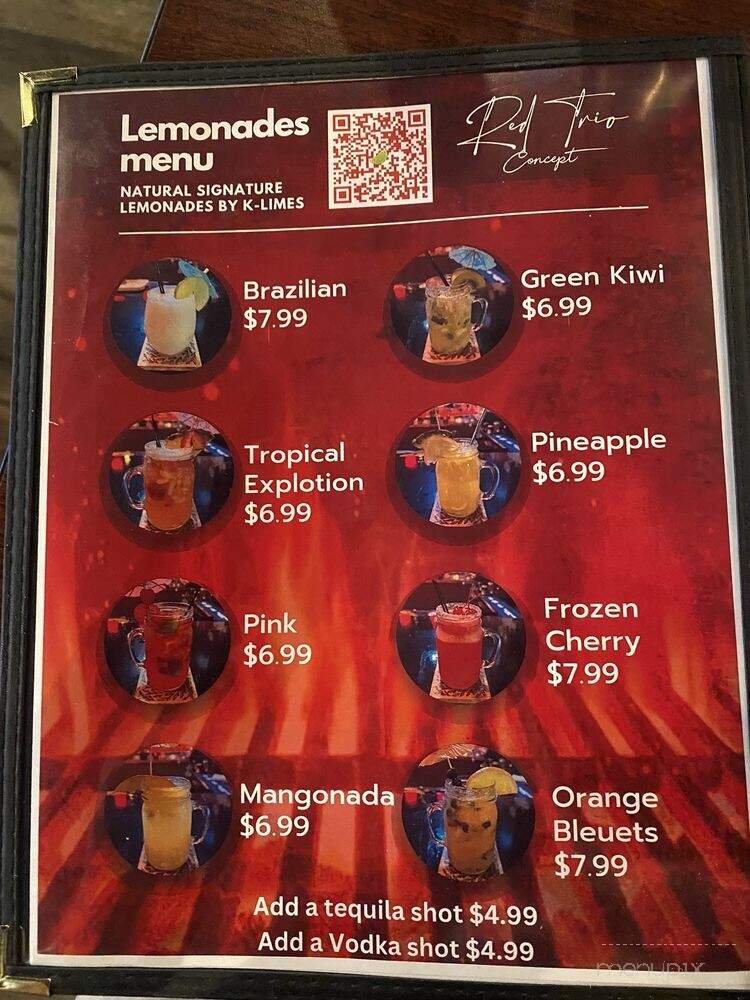 Lemonades
menu
NATURAL SIGNATURE
LEMONADES BY K-LIMES
Red Trio
Concept
Brazilian
$7.99
Green Kiwi
$6.99
Tropical
Explotion
$6.99
Pineapple
$6.99
Pink
$6.99
Frozen
Cherry
$7.99
Mangonada
$6.99
Orange
Bleuets
$7.99
Add a tequila shot $4.99
Add a Vodka shot $4.99
menupix